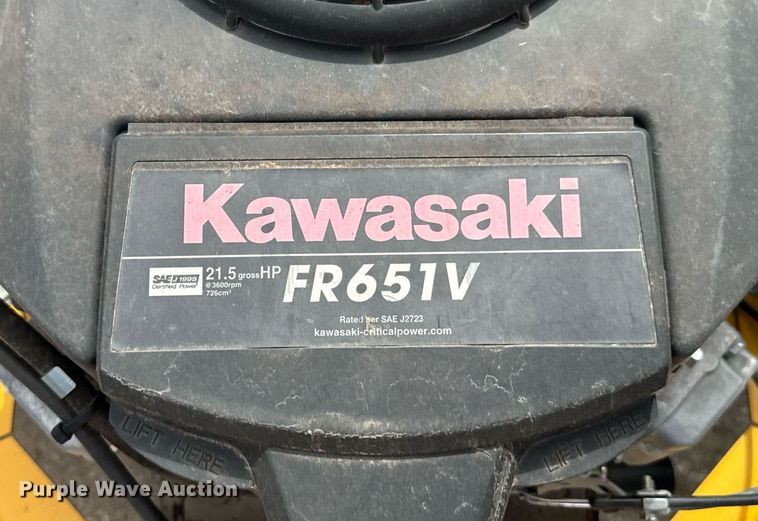 Kawasaki
SAE J1995
Certified Power
21.5 gross HP
@ 3600rpm
726cm³
FR651V
Rated per SAE J2723
kawasaki-criticalpower.com
LIFT HERE
LIFT HERE
Purple Wave Auction